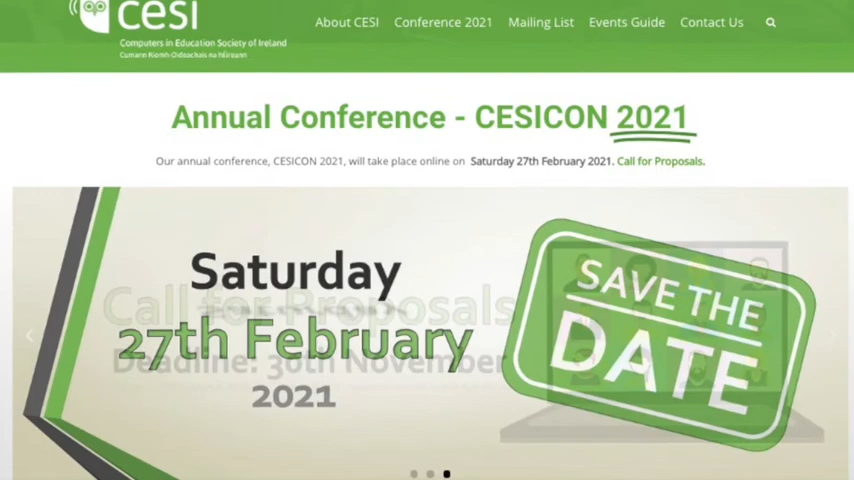 cesi
Computers in Education Society of Ireland
Cumann Ríomh-Oideachais na hÉireann
About CESI Conference 2021 Mailing List Events Guide Contact Us
Annual Conference - CESICON 2021
Our annual conference, CESICON 2021, will take place online on Saturday 27th February 2021. Call for Proposals.
Saturday
Call for Proposals
27th February
Deadline: 30th November
2021
SAVE THE
DATE